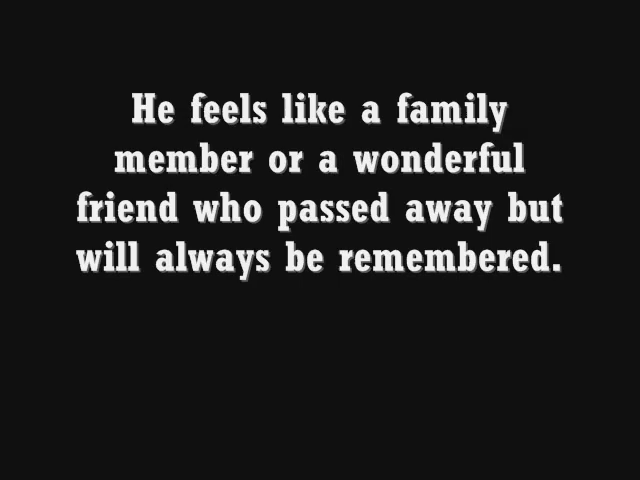 He feels like a family
member or a wonderful
friend who passed away but
will always be remembered.